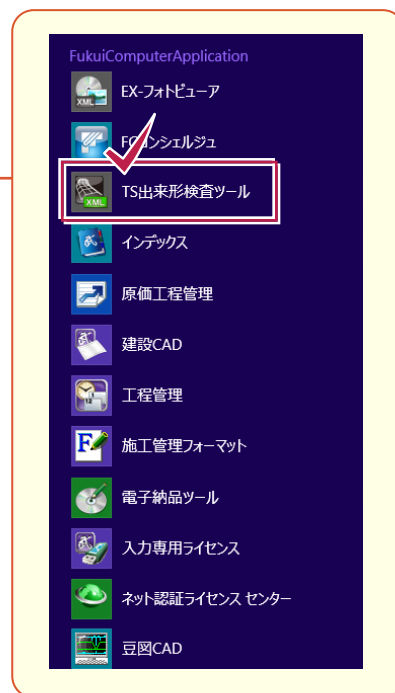 FukuiComputerApplication
EX-フォトビューア
XML
FCコンシェルジュ
TS出来形検査ツール
XML
インデックス
原価工程管理
建設CAD
工程管理
施工管理フォーマット
電子納品ツール
入力専用ライセンス
ネット認証ライセンス センター
豆図CAD